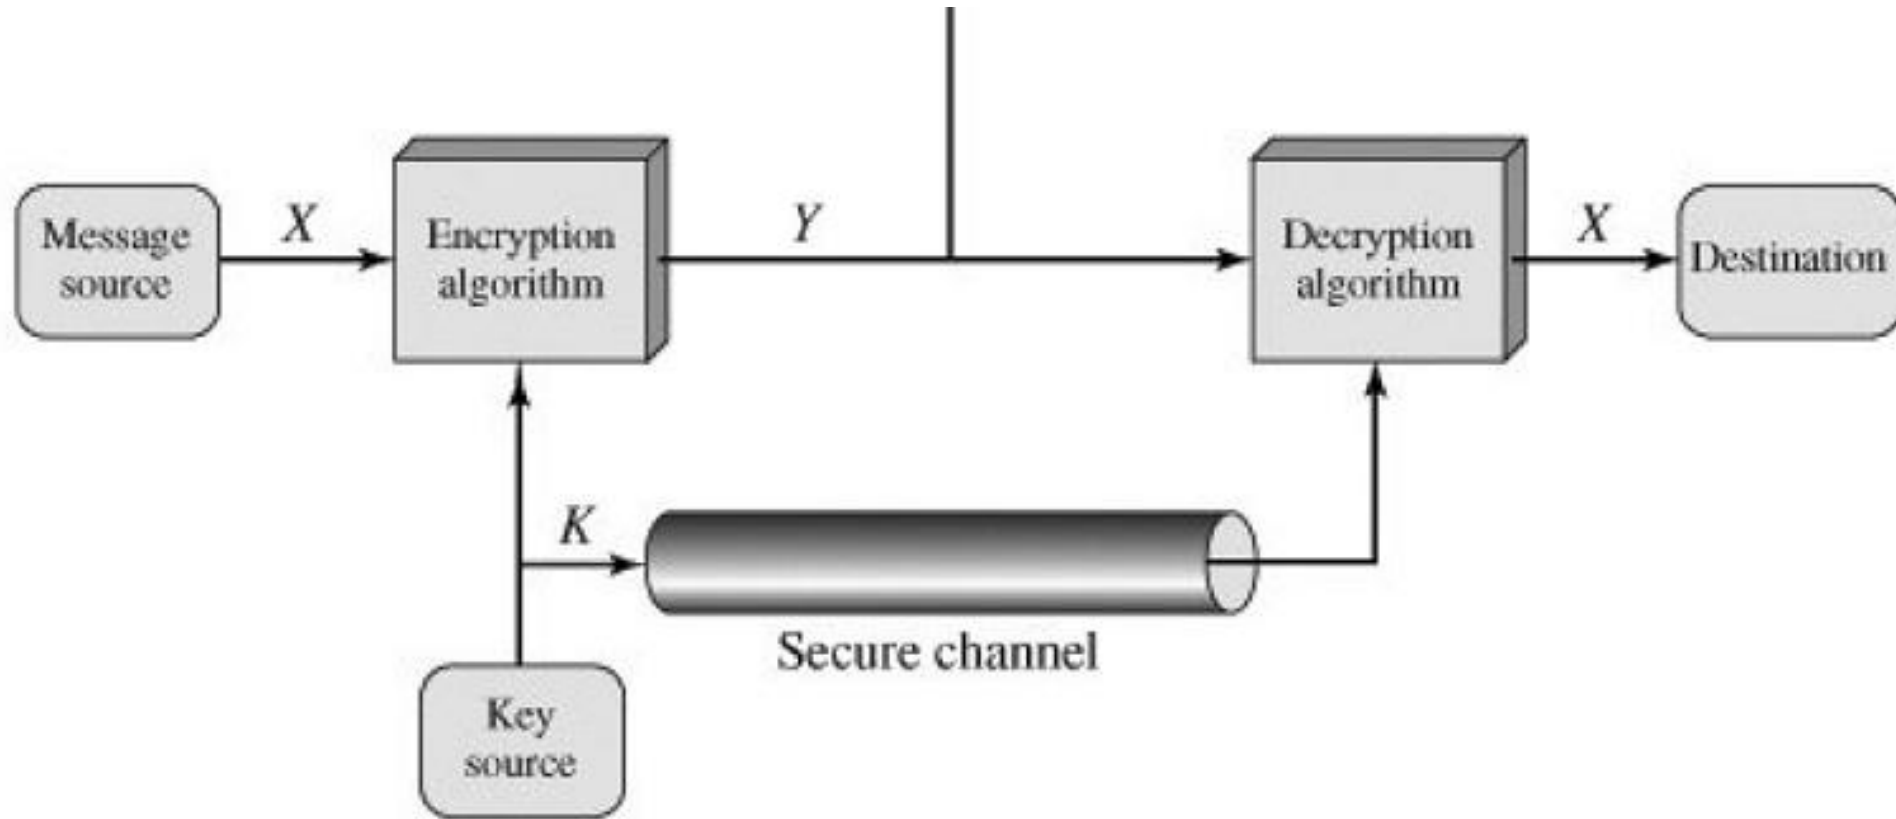 Message
source
X
Encryption
algorithm
Y
Decryption
algorithm
X
Destination
K
Secure channel
Key
source